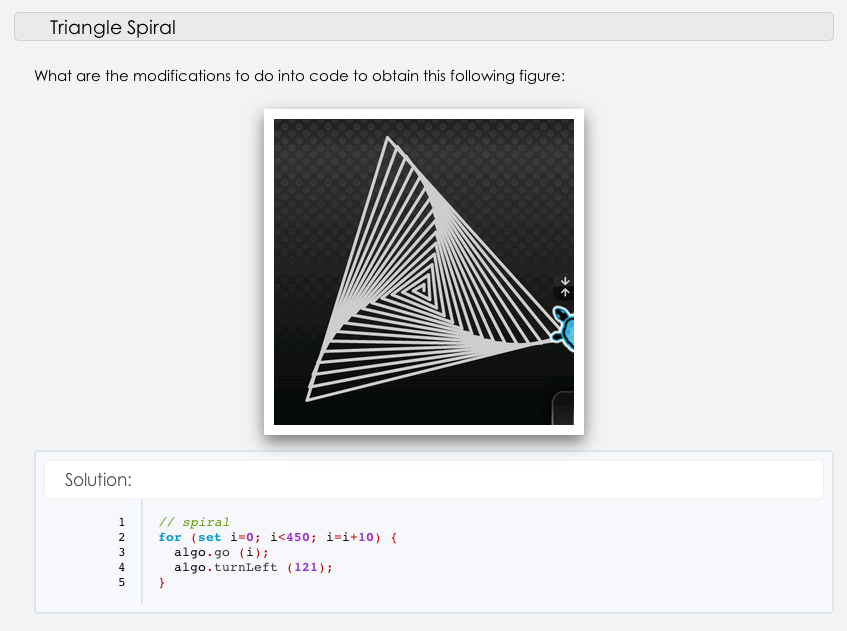 Triangle Spiral
What are the modifications to do into code to obtain this following figure:
Solution:
1 // spiral
2 for (set i=0; i<450; i=i+10) {
3 algo.go (i);
4 algo.turnLeft (121);
5 }